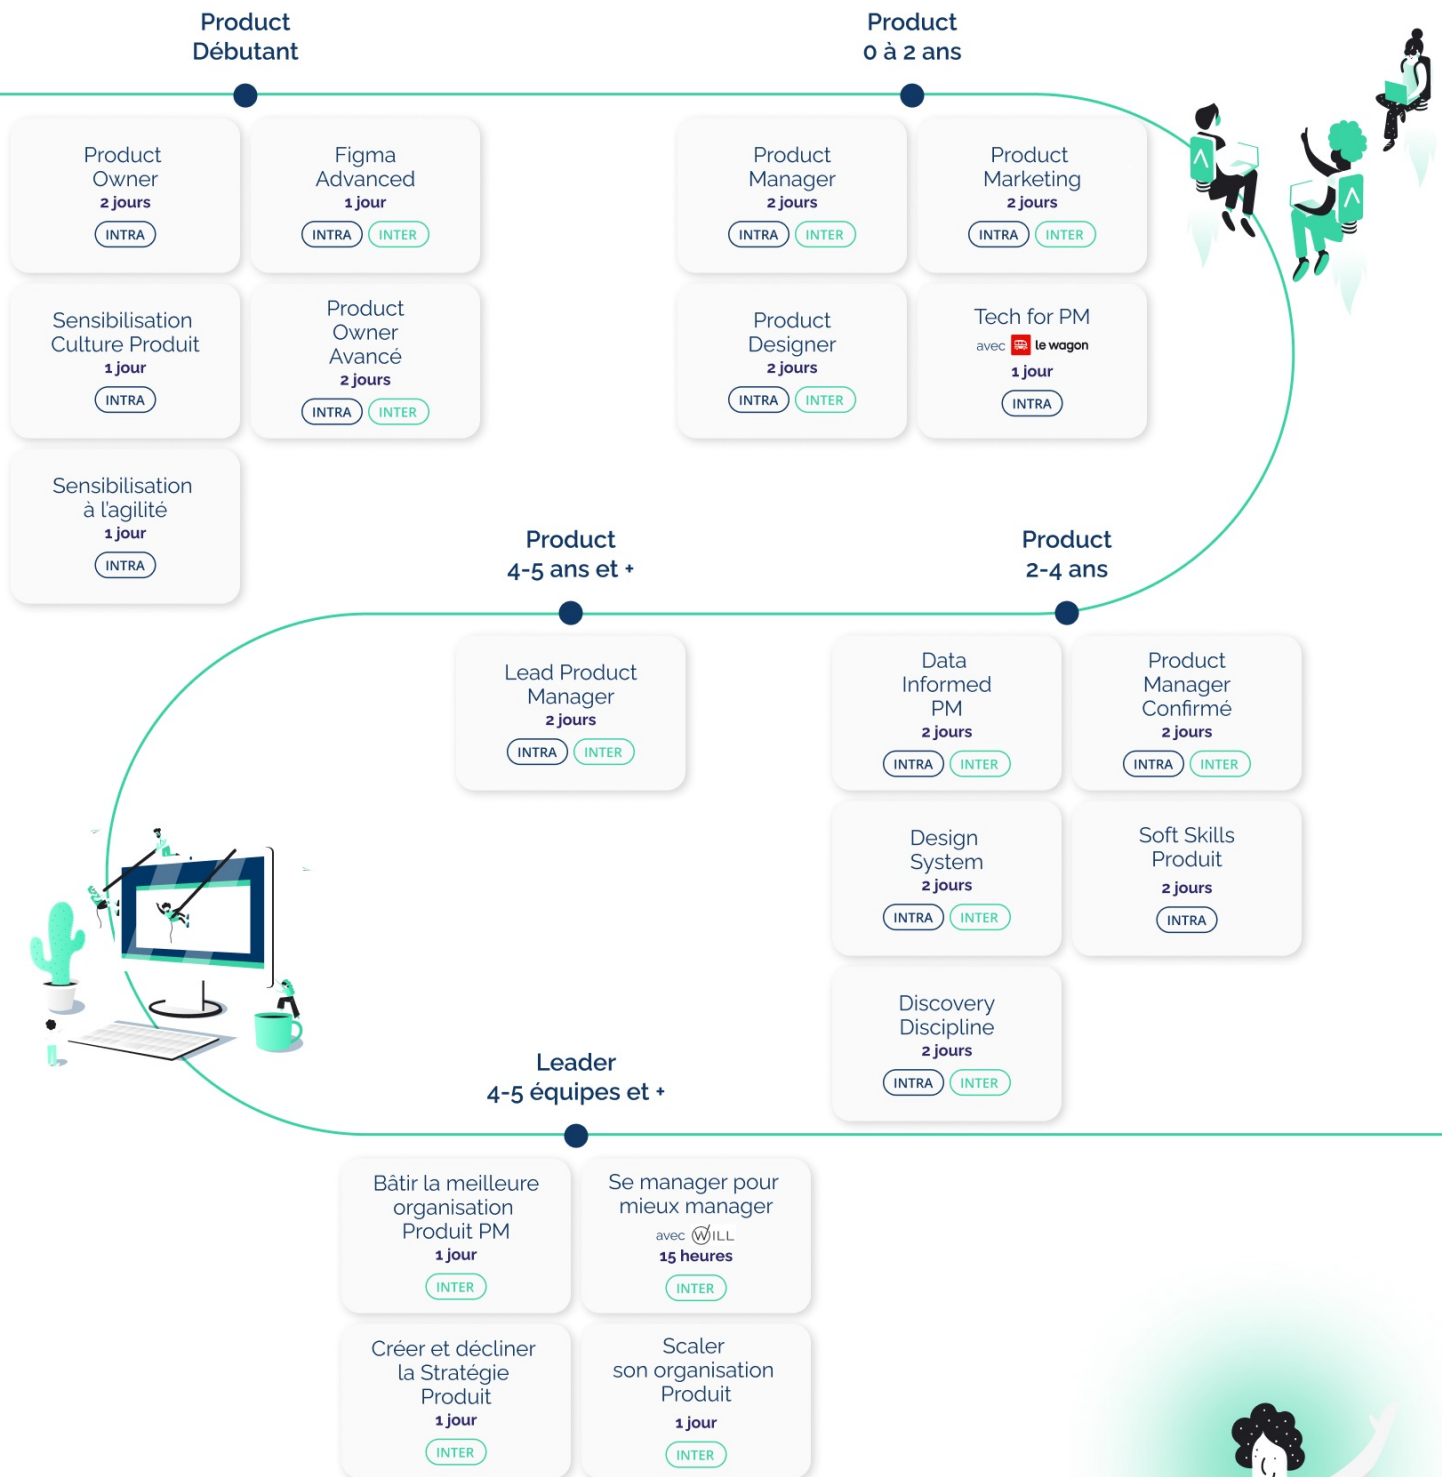 Product
Débutant
Product
Owner
2 jours
INTRA
Figma
Advanced
1 jour
INTRA INTER
Sensibilisation
Culture Produit
1 jour
INTRA
Product
Owner
Avancé
2 jours
INTRA INTER
Sensibilisation
à l'agilité
1 jour
INTRA
Product
0 à 2 ans
Product
Manager
2 jours
INTRA INTER
Product
Marketing
2 jours
INTRA INTER
Product
Designer
2 jours
INTRA INTER
Tech for PM
avec le wagon
1 jour
INTRA
Product
2-4 ans
Data
Informed
PM
2 jours
INTRA INTER
Product
Manager
Confirmé
2 jours
INTRA INTER
Design
System
2 jours
INTRA INTER
Soft Skills
Produit
2 jours
INTRA
Discovery
Discipline
2 jours
INTRA INTER
Product
4-5 ans et +
Lead Product
Manager
2 jours
INTRA INTER
Leader
4-5 équipes et +
Bâtir la meilleure
organisation
Produit PM
1 jour
INTER
Se manager pour
mieux manager
avec WILL
15 heures
INTER
Créer et décliner
la Stratégie
Produit
1 jour
INTER
Scaler
son organisation
Produit
1 jour
INTER